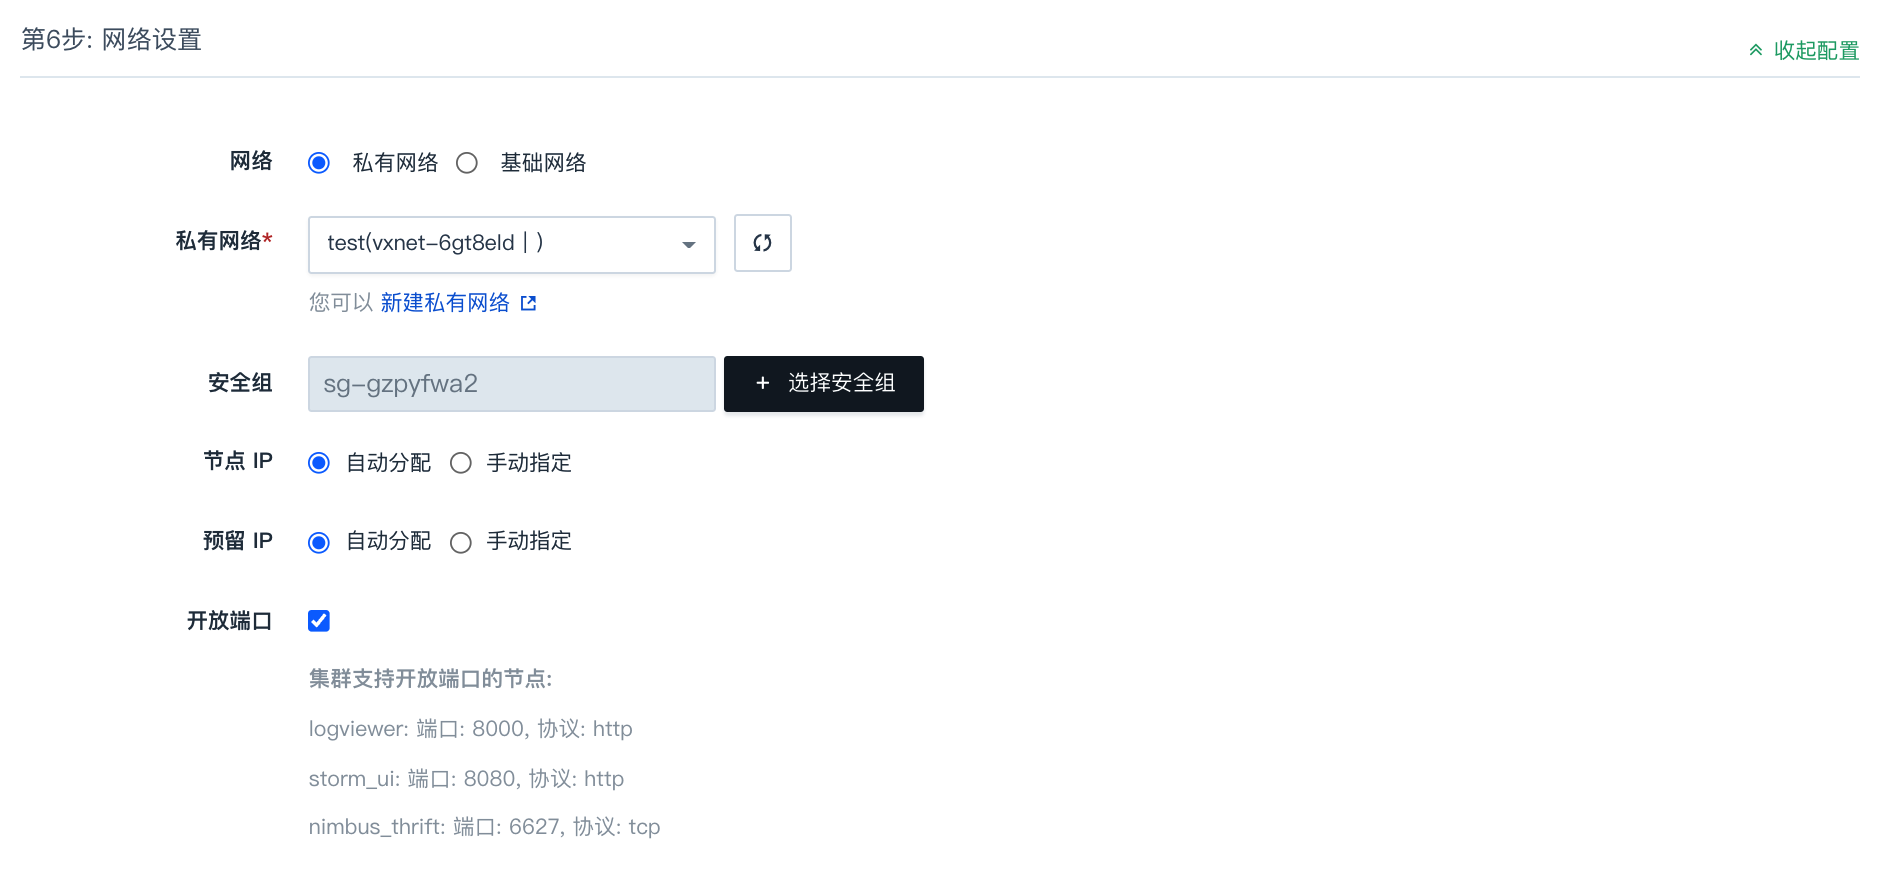 第6步: 网络设置
收起配置
网络 私有网络 基础网络
私有网络* test(vxnet-6gt8eld | )
您可以 新建私有网络
安全组 sg-gzpyfwa2 + 选择安全组
节点 IP 自动分配 手动指定
预留 IP 自动分配 手动指定
开放端口
集群支持开放端口的节点:
logviewer: 端口: 8000, 协议: http
storm_ui: 端口: 8080, 协议: http
nimbus_thrift: 端口: 6627, 协议: tcp